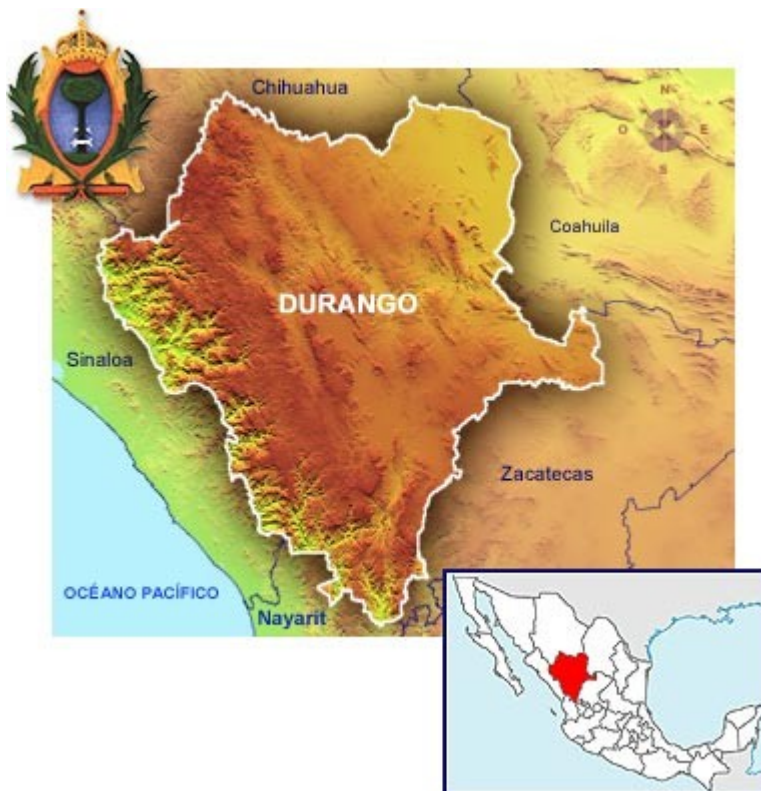 Chihuahua
N
O E
S
Coahuila
DURANGO
Sinaloa
Zacatecas
OCÉANO PACÍFICO
Nayarit